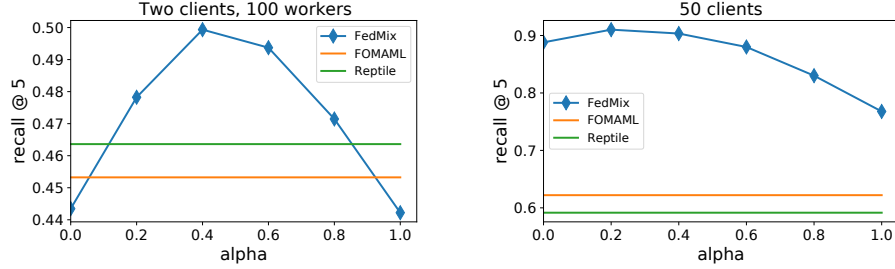 Two clients, 100 workers
recall @ 5
0.50
0.49
0.48
0.47
0.46
0.45
0.44
FedMix
FOMAML
Reptile
0.0 0.2 0.4 0.6 0.8 1.0
alpha
50 clients
recall @ 5
0.9
0.8
0.7
0.6
FedMix
FOMAML
Reptile
0.0 0.2 0.4 0.6 0.8 1.0
alpha